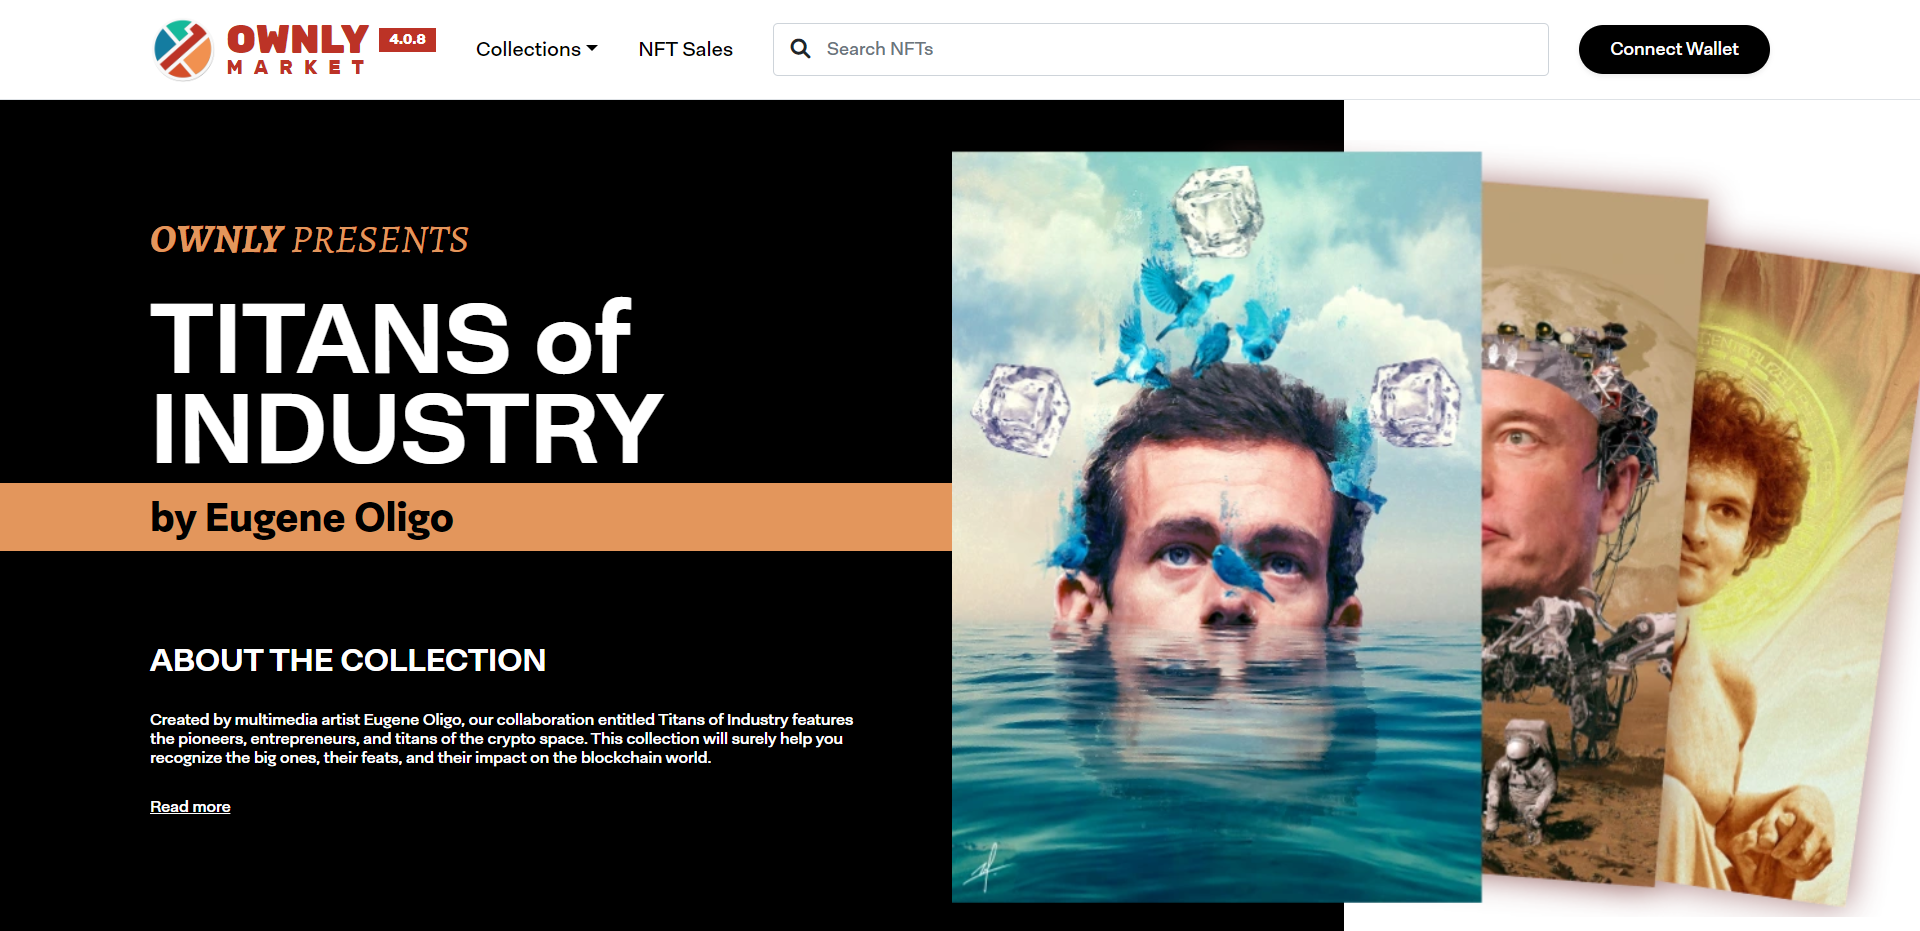 OWNLY
MARKET
4.0.8
Collections
NFT Sales
Search NFTs
Connect Wallet
OWNLY PRESENTS
TITANS of
INDUSTRY
by Eugene Oligo
ABOUT THE COLLECTION
Created by multimedia artist Eugene Oligo, our collaboration entitled Titans of Industry features
the pioneers, entrepreneurs, and titans of the crypto space. This collection will surely help you
recognize the big ones, their feats, and their impact on the blockchain world.
Read more